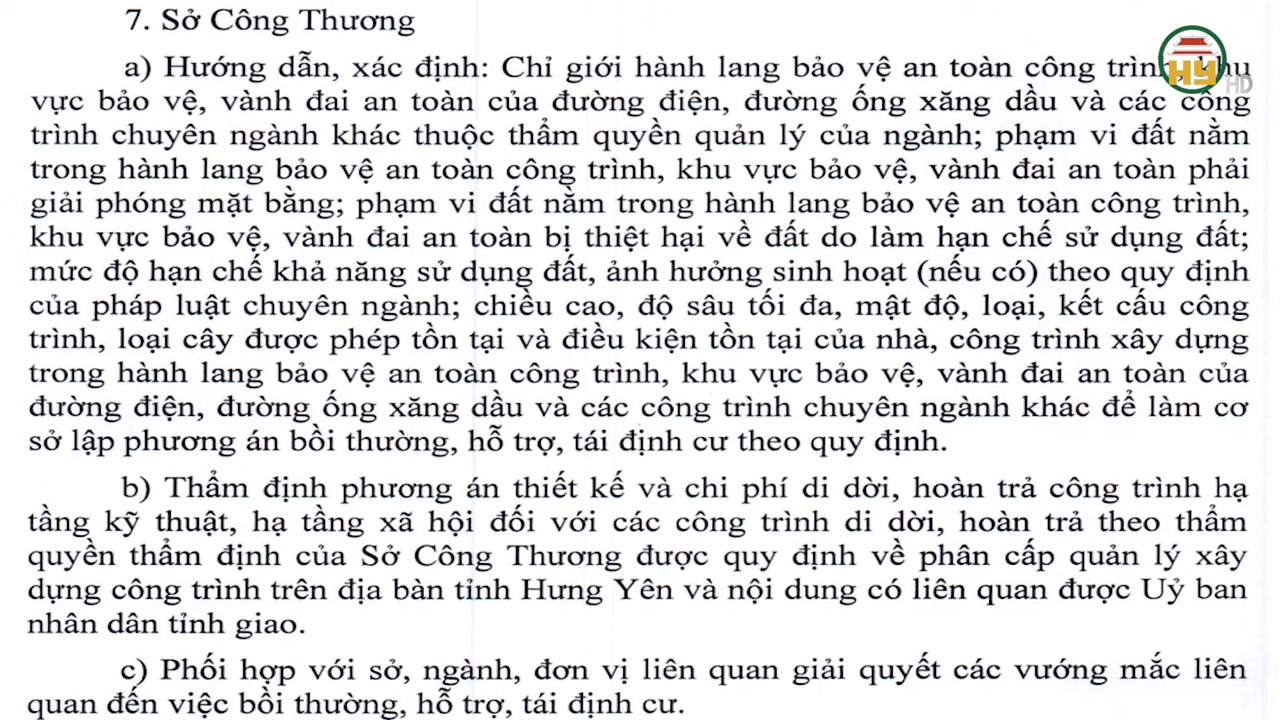 7. Sở Công Thương
a) Hướng dẫn, xác định: Chỉ giới hành lang bảo vệ an toàn công trình, khu
vực bảo vệ, vành đai an toàn của đường điện, đường ống xăng dầu và các công
trình chuyên ngành khác thuộc thẩm quyền quản lý của ngành; phạm vi đất nằm
trong hành lang bảo vệ an toàn công trình, khu vực bảo vệ, vành đai an toàn phải
giải phóng mặt bằng; phạm vi đất nằm trong hành lang bảo vệ an toàn công trình,
khu vực bảo vệ, vành đai an toàn bị thiệt hại về đất do làm hạn chế sử dụng đất;
mức độ hạn chế khả năng sử dụng đất, ảnh hưởng sinh hoạt (nếu có) theo quy định
của pháp luật chuyên ngành; chiều cao, độ sâu tối đa, mật độ, loại, kết cấu công
trình, loại cây được phép tồn tại và điều kiện tồn tại của nhà, công trình xây dựng
trong hành lang bảo vệ an toàn công trình, khu vực bảo vệ, vành đai an toàn của
đường điện, đường ống xăng dầu và các công trình chuyên ngành khác để làm cơ
sở lập phương án bồi thường, hỗ trợ, tái định cư theo quy định.
b) Thẩm định phương án thiết kế và chi phí di dời, hoàn trả công trình hạ
tầng kỹ thuật, hạ tầng xã hội đối với các công trình di dời, hoàn trả theo thẩm
quyền thẩm định của Sở Công Thương được quy định về phân cấp quản lý xây
dựng công trình trên địa bàn tỉnh Hưng Yên và nội dung có liên quan được Uỷ ban
nhân dân tỉnh giao.
c) Phối hợp với sở, ngành, đơn vị liên quan giải quyết các vướng mắc liên
quan đến việc bồi thường, hỗ trợ, tái định cư.
HY HD